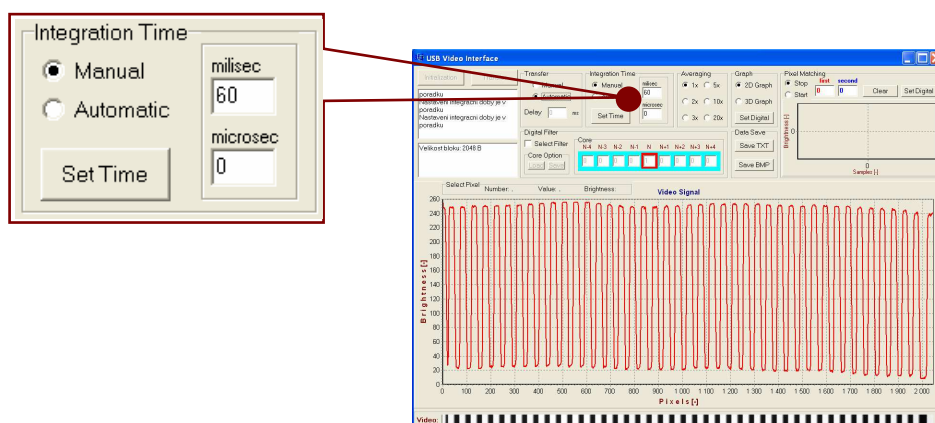 Integration Time
Manual
Automatic
Set Time
milisec
60
microsec
0
USB Video Interface
Transfer
Manual
Automatic
Delay
ms
Integration Time
Manual
Set Time
milisec
60
microsec
0
Averaging
1x
5x
2x
10x
3x
20x
Graph
2D Graph
3D Graph
Set Digital
Pixel Matching
Stop
Start
first
second
0
0
Clear
Set Digital
Brightness [-]
0
0
Samples [-]
poradku
Nastaveni integracni doby je v
poradku
Nastaveni integracni doby je v
poradku
Velikost bloku: 2048 B
Digital Filter
Select Filter
Core Option
Core
N-4 N-3 N-2 N-1 N N+1 N+2 N+3 N+4
Data Save
Save TXT
Save BMP
Select Pixel
Number: .
Value: .
Brightness:
Video Signal
Brightness [-]
260
240
220
200
180
160
140
120
100
80
60
40
20
0
0 100 200 300 400 500 600 700 800 900 1 000 1 100 1 200 1 300 1 400 1 500 1 600 1 700 1 800 1 900 2 000
Pixels [-]
Video: